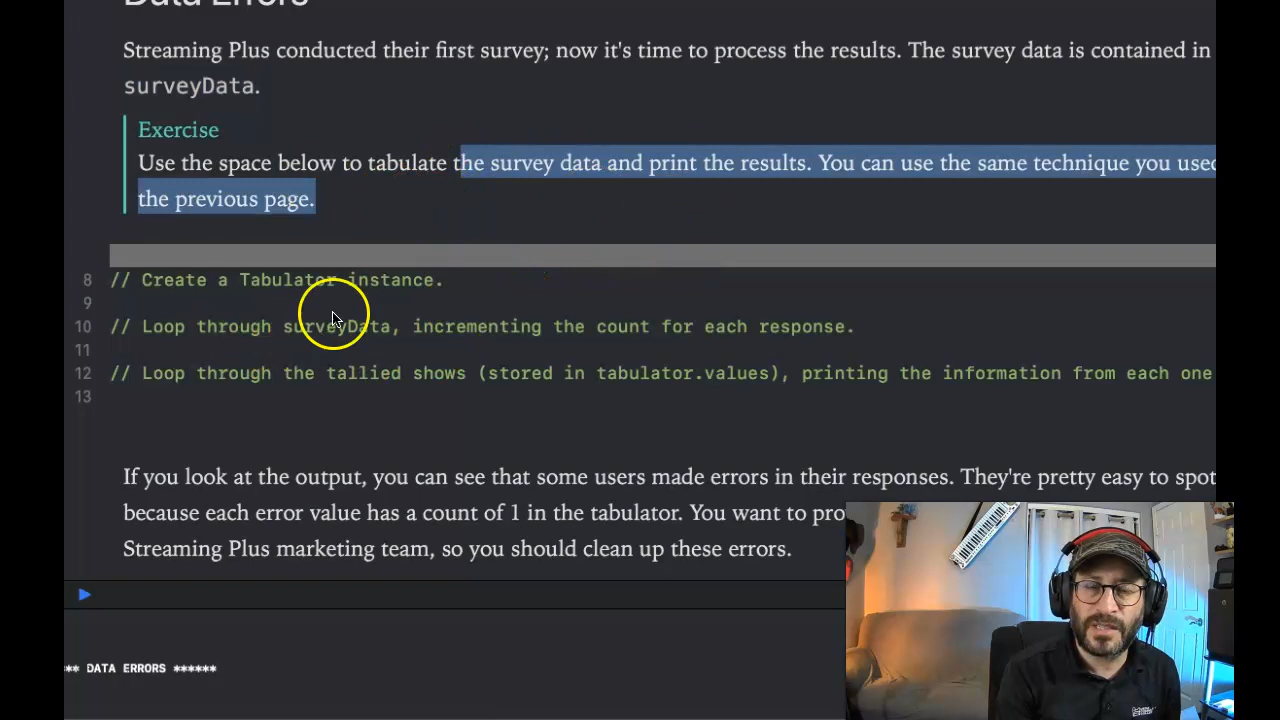 Data Errors
Streaming Plus conducted their first survey; now it's time to process the results. The survey data is contained in
surveyData.
Exercise
Use the space below to tabulate the survey data and print the results. You can use the same technique you used
the previous page.
8 // Create a Tabulator instance.
9
10 // Loop through surveyData, incrementing the count for each response.
11
12 // Loop through the tallied shows (stored in tabulator.values), printing the information from each one
13
If you look at the output, you can see that some users made errors in their responses. They're pretty easy to spot
because each error value has a count of 1 in the tabulator. You want to pro
Streaming Plus marketing team, so you should clean up these errors.
** DATA ERRORS ******